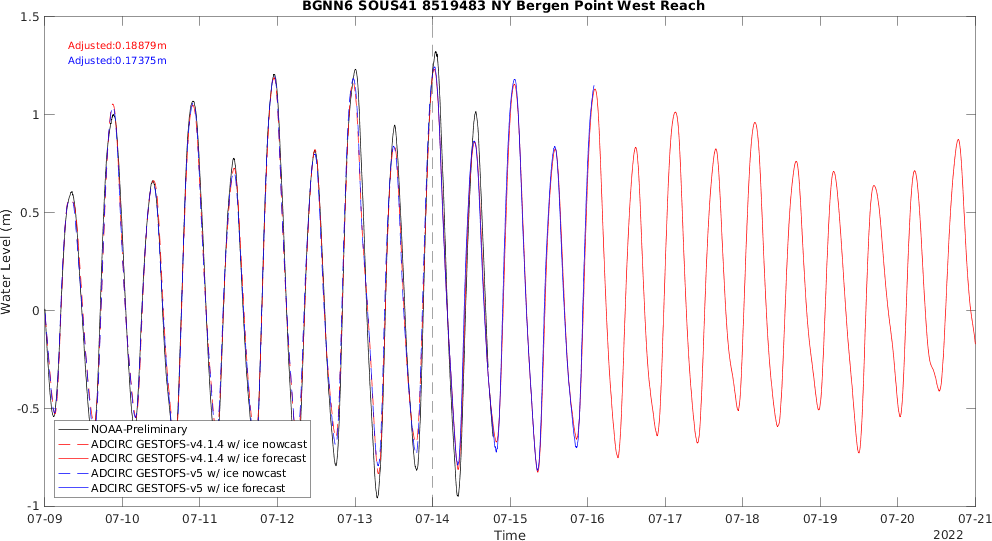 BGNN6 SOUS41 8519483 NY Bergen Point West Reach
Adjusted:0.18879m
Adjusted:0.17375m
1.5
1
0.5
0
-0.5
-1
Water Level (m)
NOAA-Preliminary
ADCIRC GESTOFS-v4.1.4 w/ ice nowcast
ADCIRC GESTOFS-v4.1.4 w/ ice forecast
ADCIRC GESTOFS-v5 w/ ice nowcast
ADCIRC GESTOFS-v5 w/ ice forecast
07-09 07-10 07-11 07-12 07-13 07-14 07-15 07-16 07-17 07-18 07-19 07-20 07-21
Time
2022